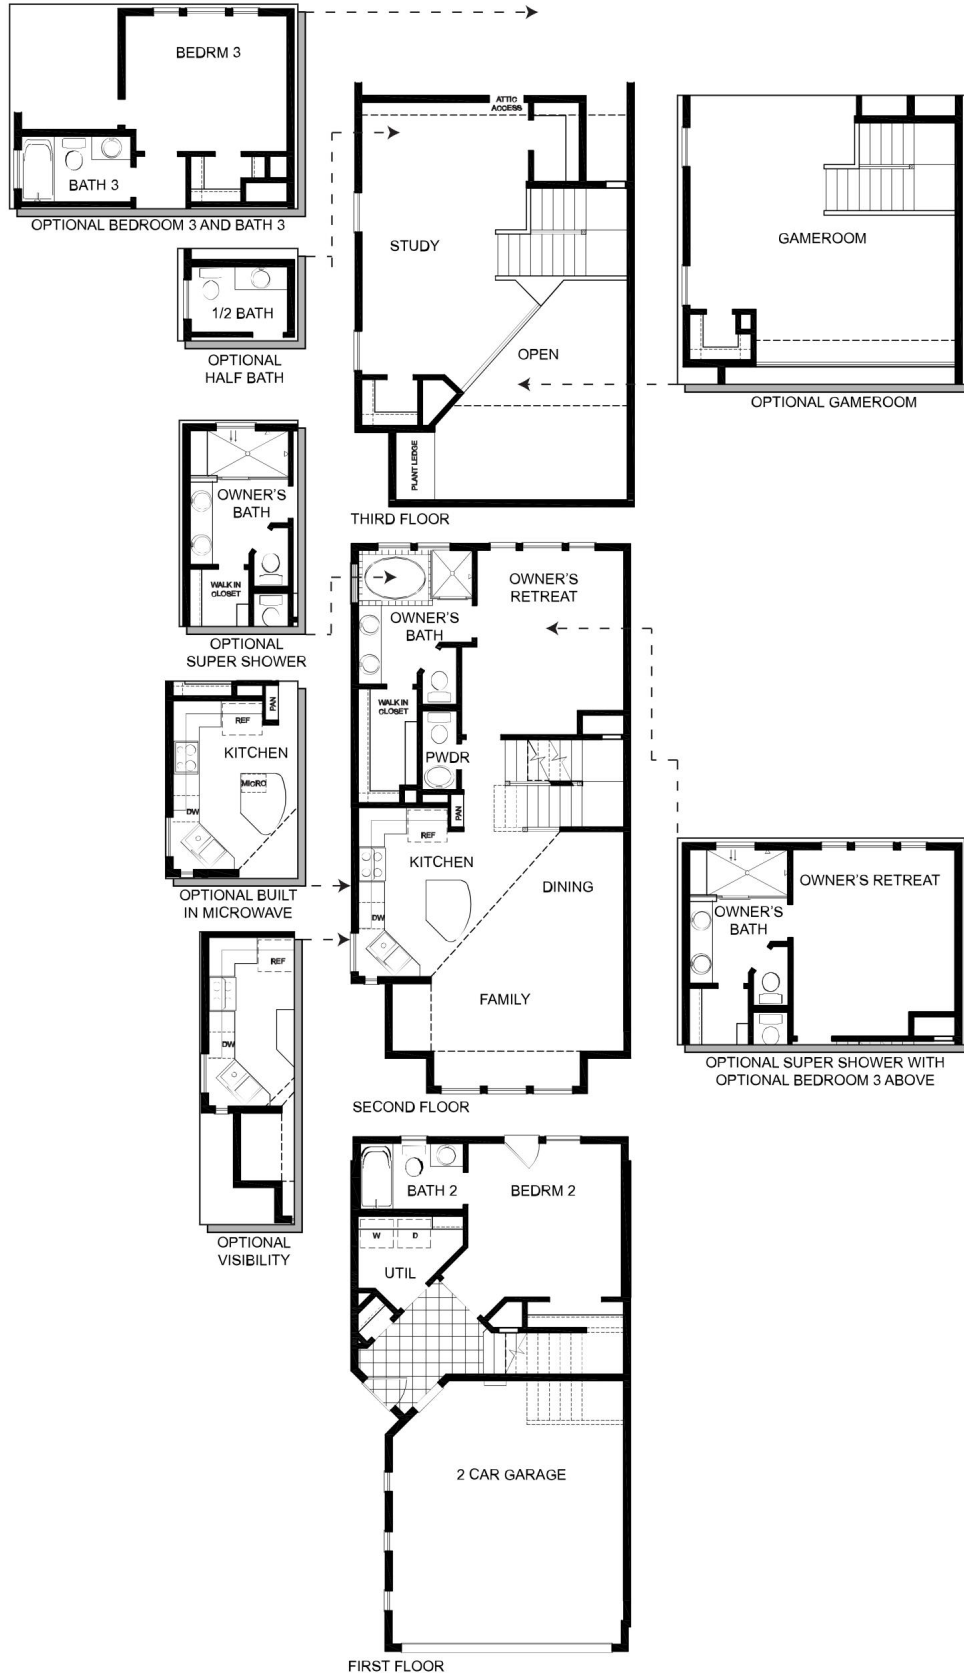 BEDRM 3
BATH 3
OPTIONAL BEDROOM 3 AND BATH 3
1/2 BATH
OPTIONAL
HALF BATH
ATTIC
ACCESS
STUDY
OPEN
PLANT LEDGE
THIRD FLOOR
GAMEROOM
OPTIONAL GAMEROOM
OWNER'S
BATH
WALK IN
CLOSET
OPTIONAL
SUPER SHOWER
OWNER'S
RETREAT
OWNER'S
BATH
WALK IN
CLOSET
PWDR
PAN
REF
KITCHEN
DINING
DW
FAMILY
SECOND FLOOR
PAN
REF
KITCHEN
MICRO
DW
OPTIONAL BUILT
IN MICROWAVE
REF
DW
OPTIONAL
VISIBILITY
OWNER'S RETREAT
OWNER'S
BATH
OPTIONAL SUPER SHOWER WITH
OPTIONAL BEDROOM 3 ABOVE
BATH 2
BEDRM 2
W
D
UTIL
2 CAR GARAGE
FIRST FLOOR